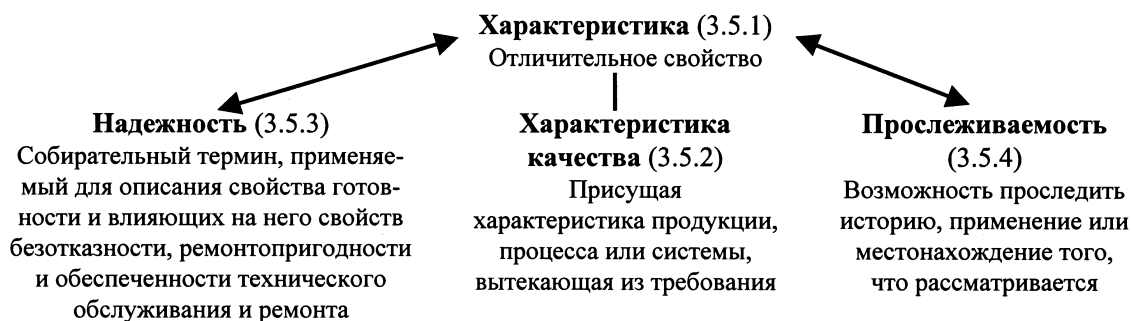 Характеристика (3.5.1)
Отличительное свойство
Надежность (3.5.3)
Собирательный термин, применяе-
мый для описания свойства готов-
ности и влияющих на него свойств
безотказности, ремонтопригодности
и обеспеченности технического
обслуживания и ремонта
Характеристика
качества (3.5.2)
Присущая
характеристика продукции,
процесса или системы,
вытекающая из требования
Прослеживаемость
(3.5.4)
Возможность проследить
историю, применение или
местонахождение того,
что рассматривается